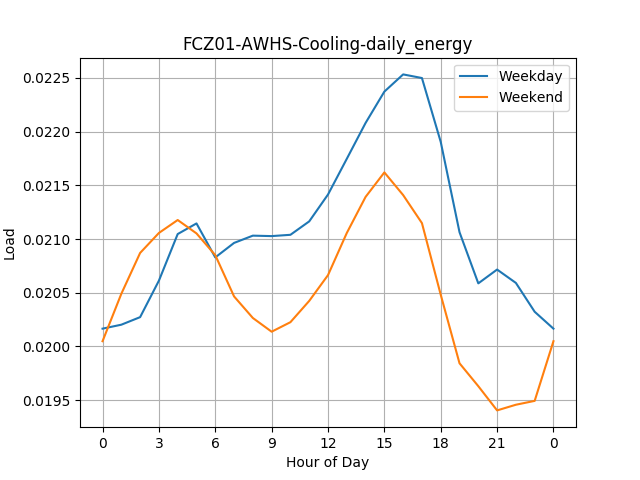 FCZ01-AWHS-Cooling-daily_energy
Weekday
Weekend
0.0225
0.0220
0.0215
0.0210
0.0205
0.0200
0.0195
Load
0 3 6 9 12 15 18 21 0
Hour of Day